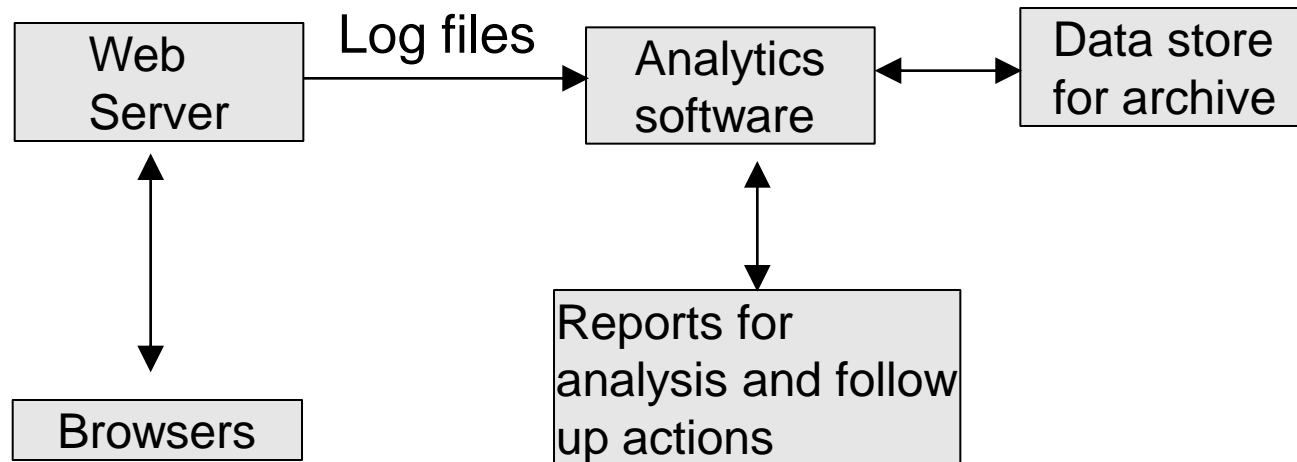 Web
Server
Log files
Analytics
software
Data store
for archive
Browsers
Reports for
analysis and follow
up actions